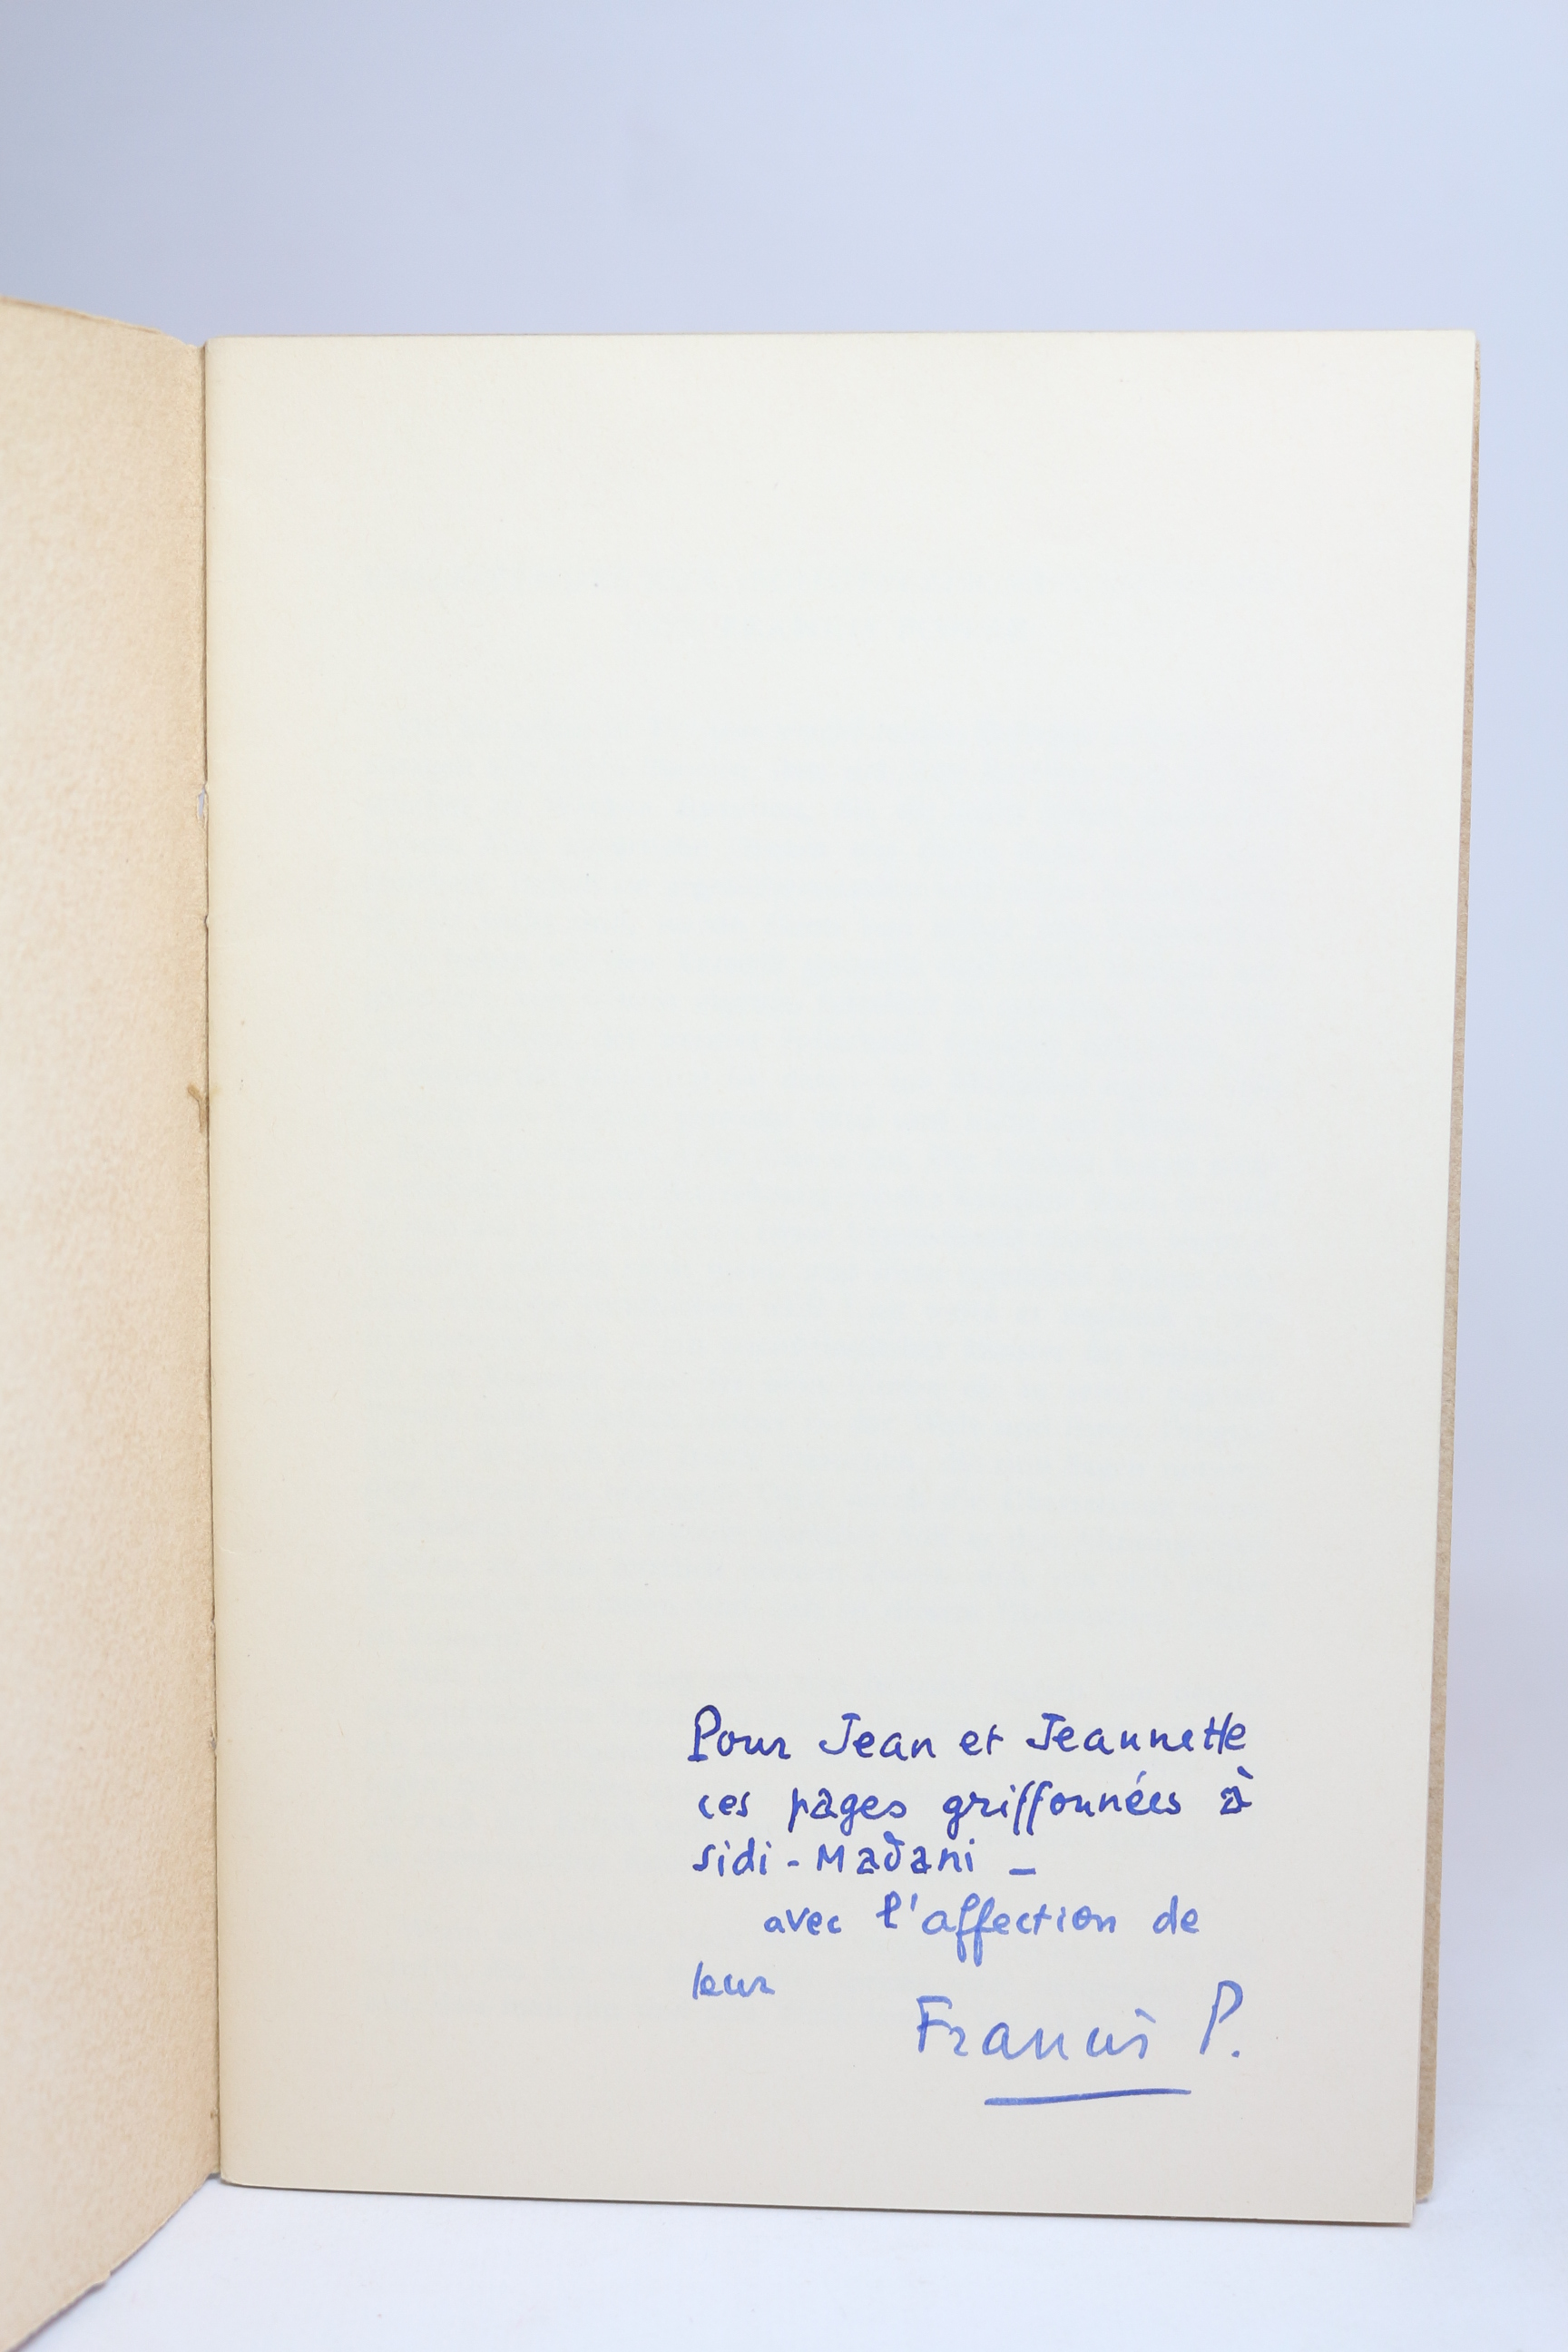 Pour Jean et Jeannette
ces pages griffonnées à
Sidi-Madani –
avec l'affection de
leur
Francis P.